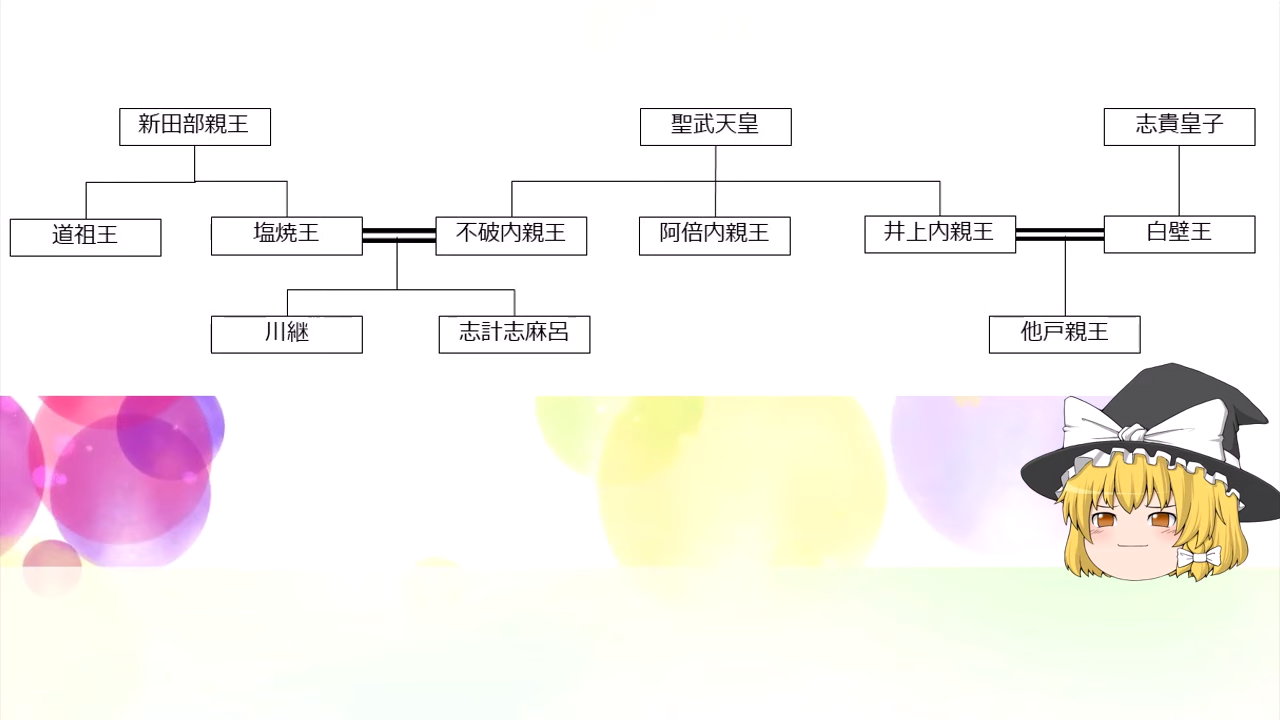 新田部親王
聖武天皇
志貴皇子
道祖王
塩焼王
不破内親王
阿倍内親王
井上内親王
白壁王
川継
志計志麻呂
他戸親王